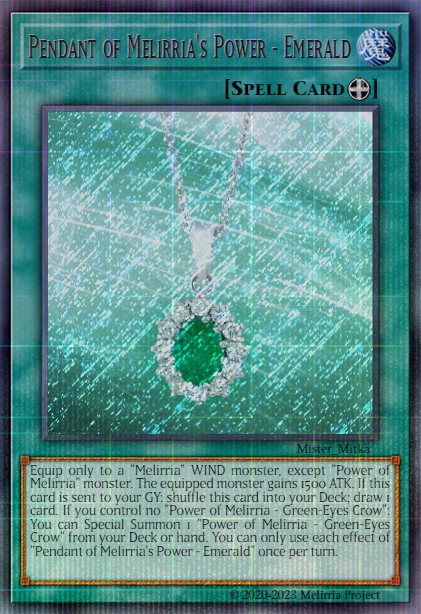 Pendant of Melirria's Power - Emerald
魔
[Spell Card]
Mister_Mitka
Equip only to a "Melirria" WIND monster, except "Power of
Melirria" monster. The equipped monster gains 1500 ATK. If this
card is sent to your GY: shuffle this card into your Deck; draw 1
card. If you control no "Power of Melirria - Green-Eyes Crow":
You can Special Summon 1 "Power of Melirria - Green-Eyes
Crow" from your Deck or hand. You can only use each effect of
"Pendant of Melirria's Power - Emerald" once per turn.
© 2020-2023 Melirria Project